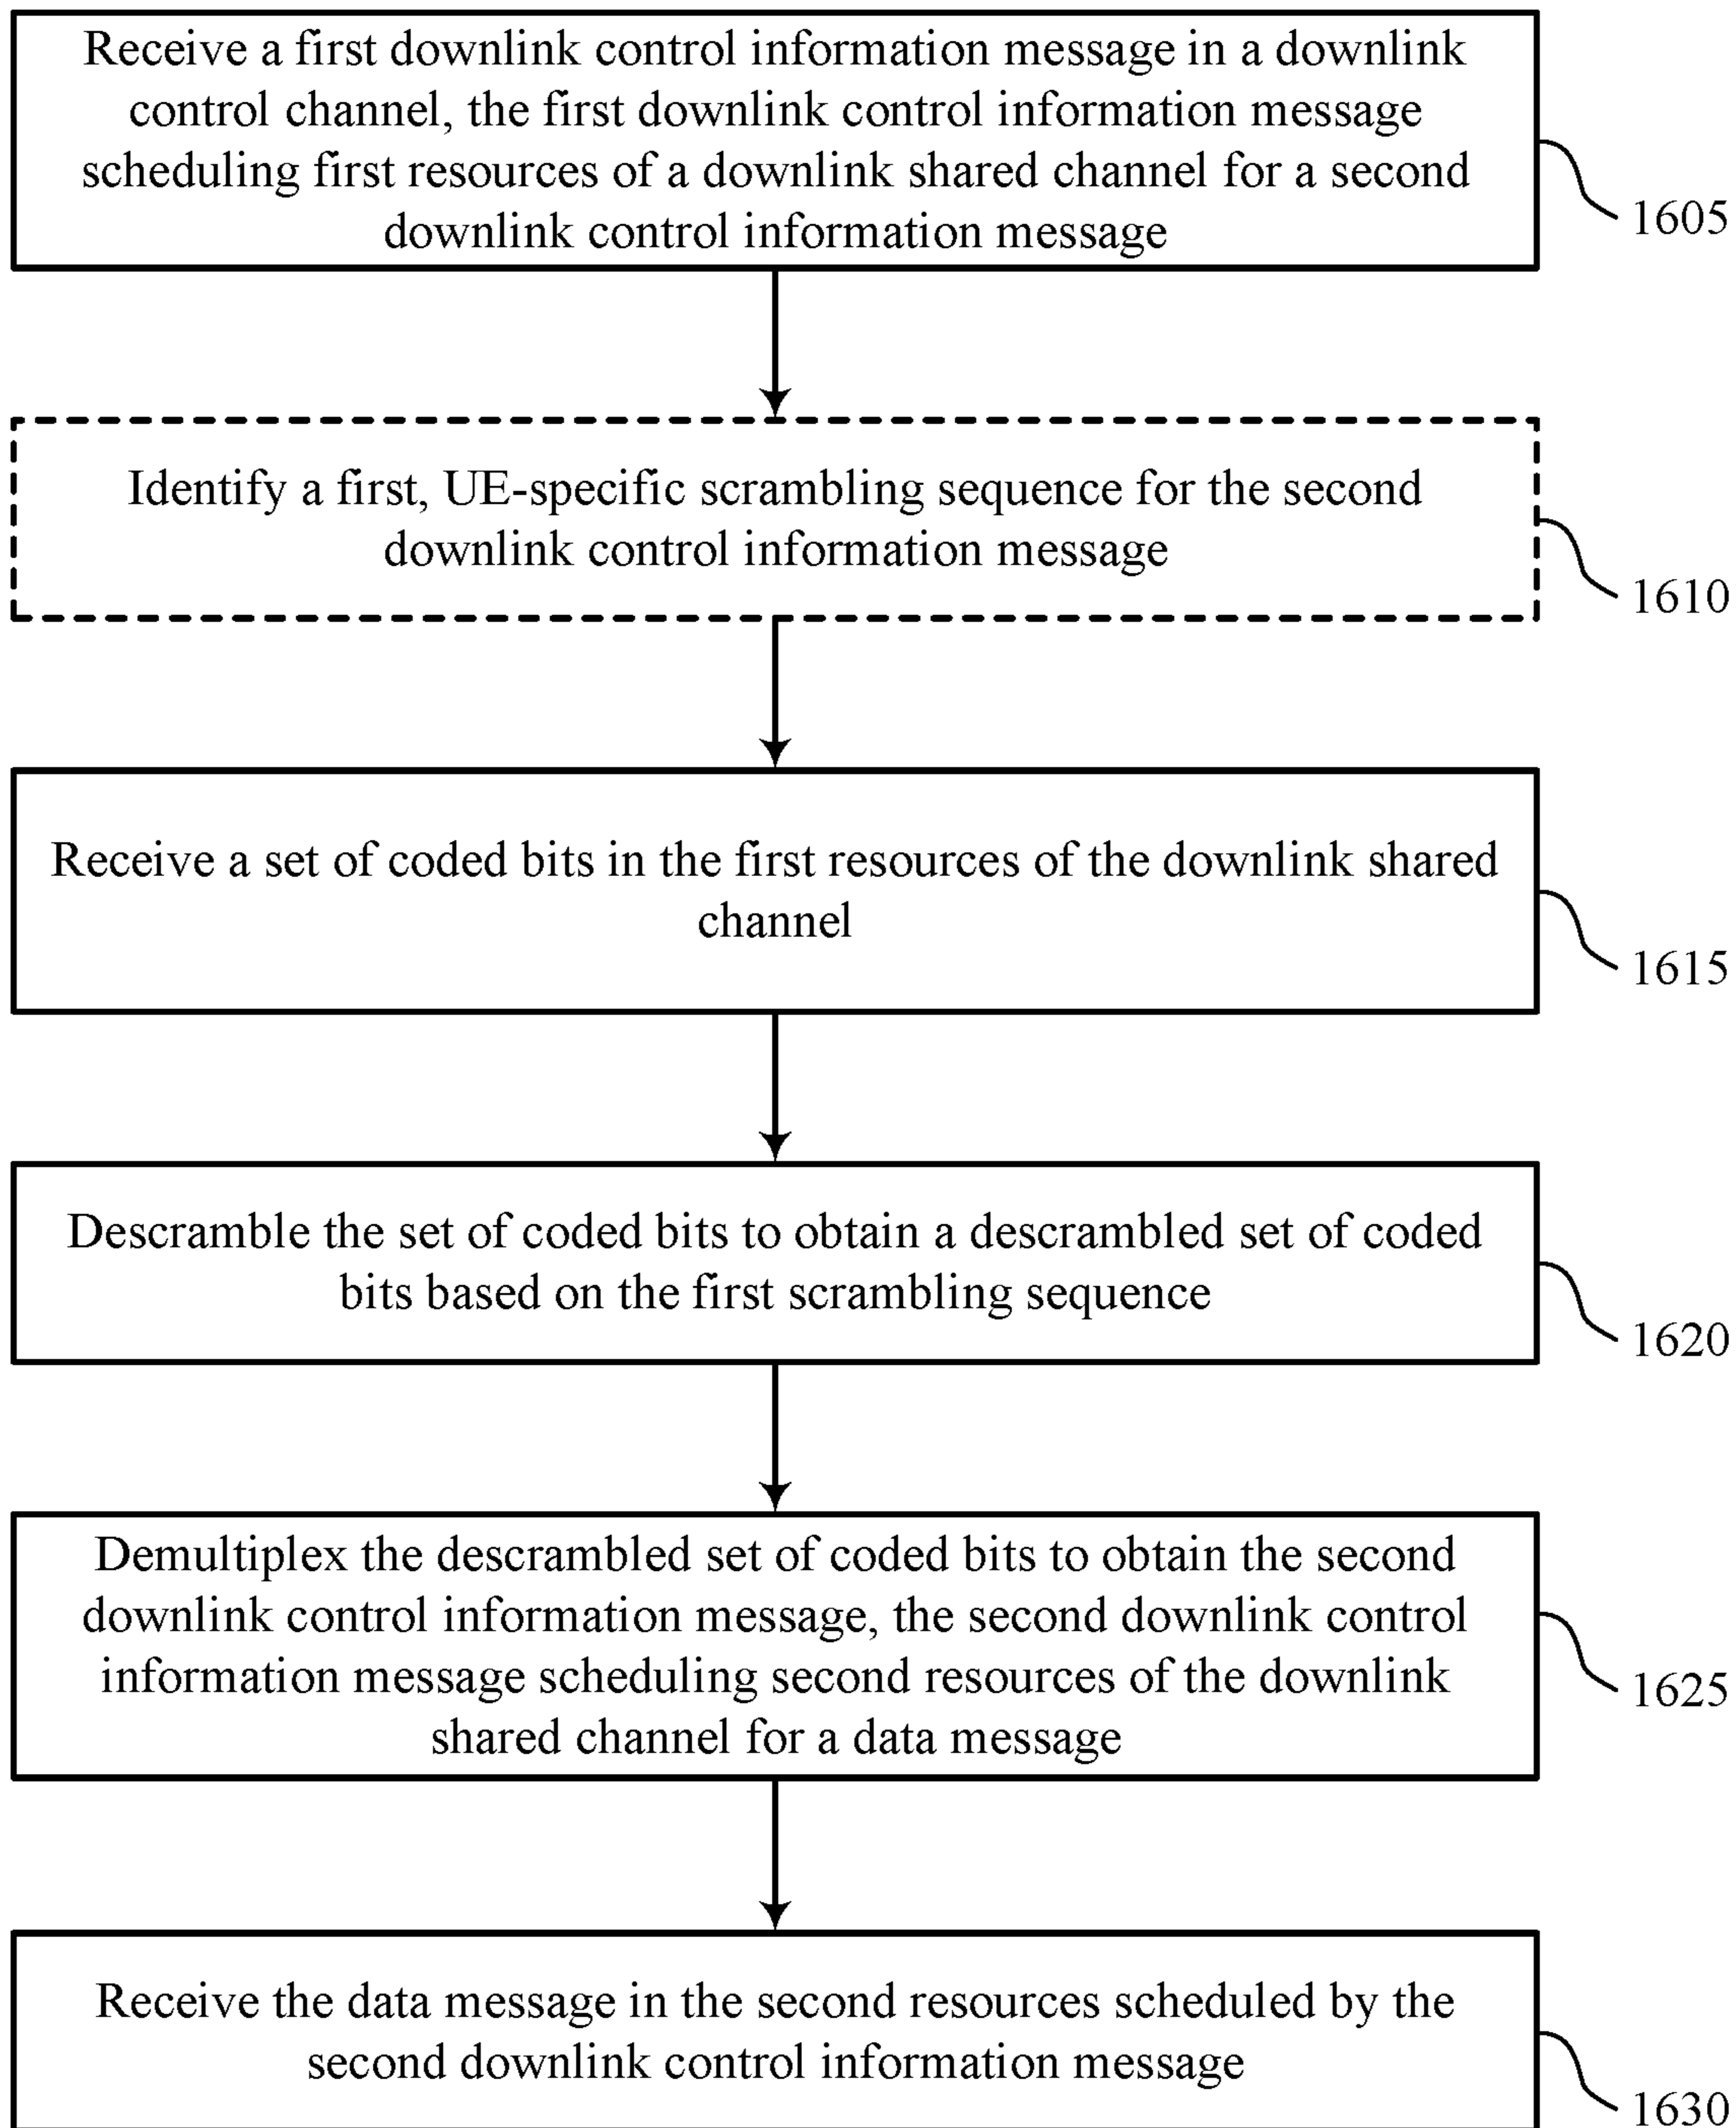 Receive a first downlink control information message in a downlink
control channel, the first downlink control information message
scheduling first resources of a downlink shared channel for a second
downlink control information message
1605
Identify a first, UE-specific scrambling sequence for the second
downlink control information message
1610
Receive a set of coded bits in the first resources of the downlink shared
channel
1615
Descramble the set of coded bits to obtain a descrambled set of coded
bits based on the first scrambling sequence
1620
Demultiplex the descrambled set of coded bits to obtain the second
downlink control information message, the second downlink control
information message scheduling second resources of the downlink
shared channel for a data message
1625
Receive the data message in the second resources scheduled by the
second downlink control information message
1630